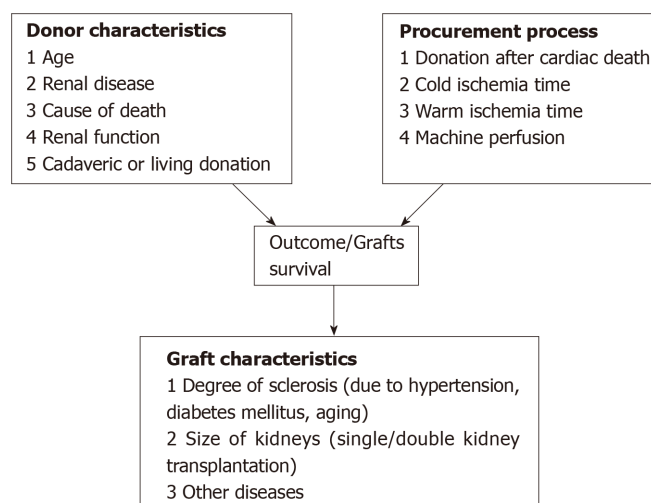 Donor characteristics
1 Age
2 Renal disease
3 Cause of death
4 Renal function
5 Cadaveric or living donation
Procurement process
1 Donation after cardiac death
2 Cold ischemia time
3 Warm ischemia time
4 Machine perfusion
Outcome/Grafts
survival
Graft characteristics
1 Degree of sclerosis (due to hypertension,
diabetes mellitus, aging)
2 Size of kidneys (single/double kidney
transplantation)
3 Other diseases